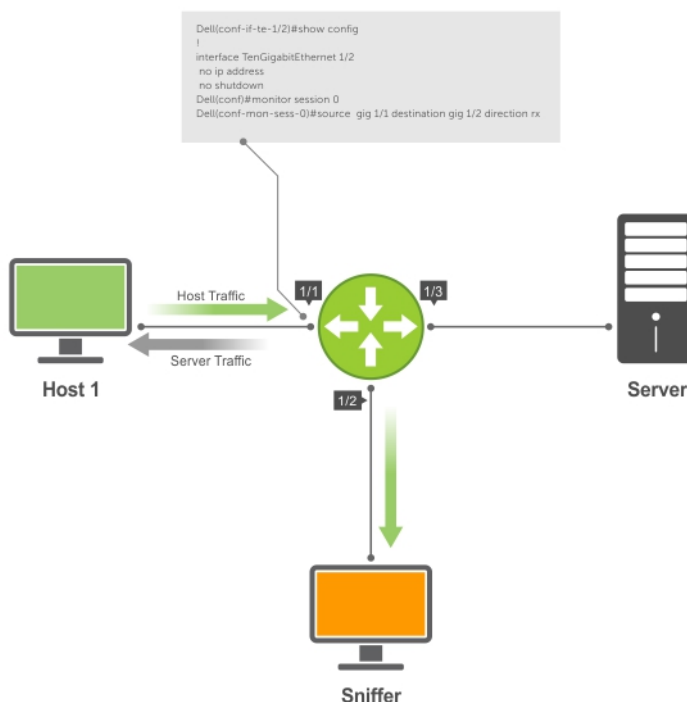 Dell(conf-if-te-1/2)#show config
!
interface TenGigabitEthernet 1/2
no ip address
no shutdown
Dell(conf)#monitor session 0
Dell(conf-mon-sess-0)#source gig 1/1 destination gig 1/2 direction rx
1/1
1/3
Host Traffic
Server Traffic
Host 1
Server
1/2
Sniffer